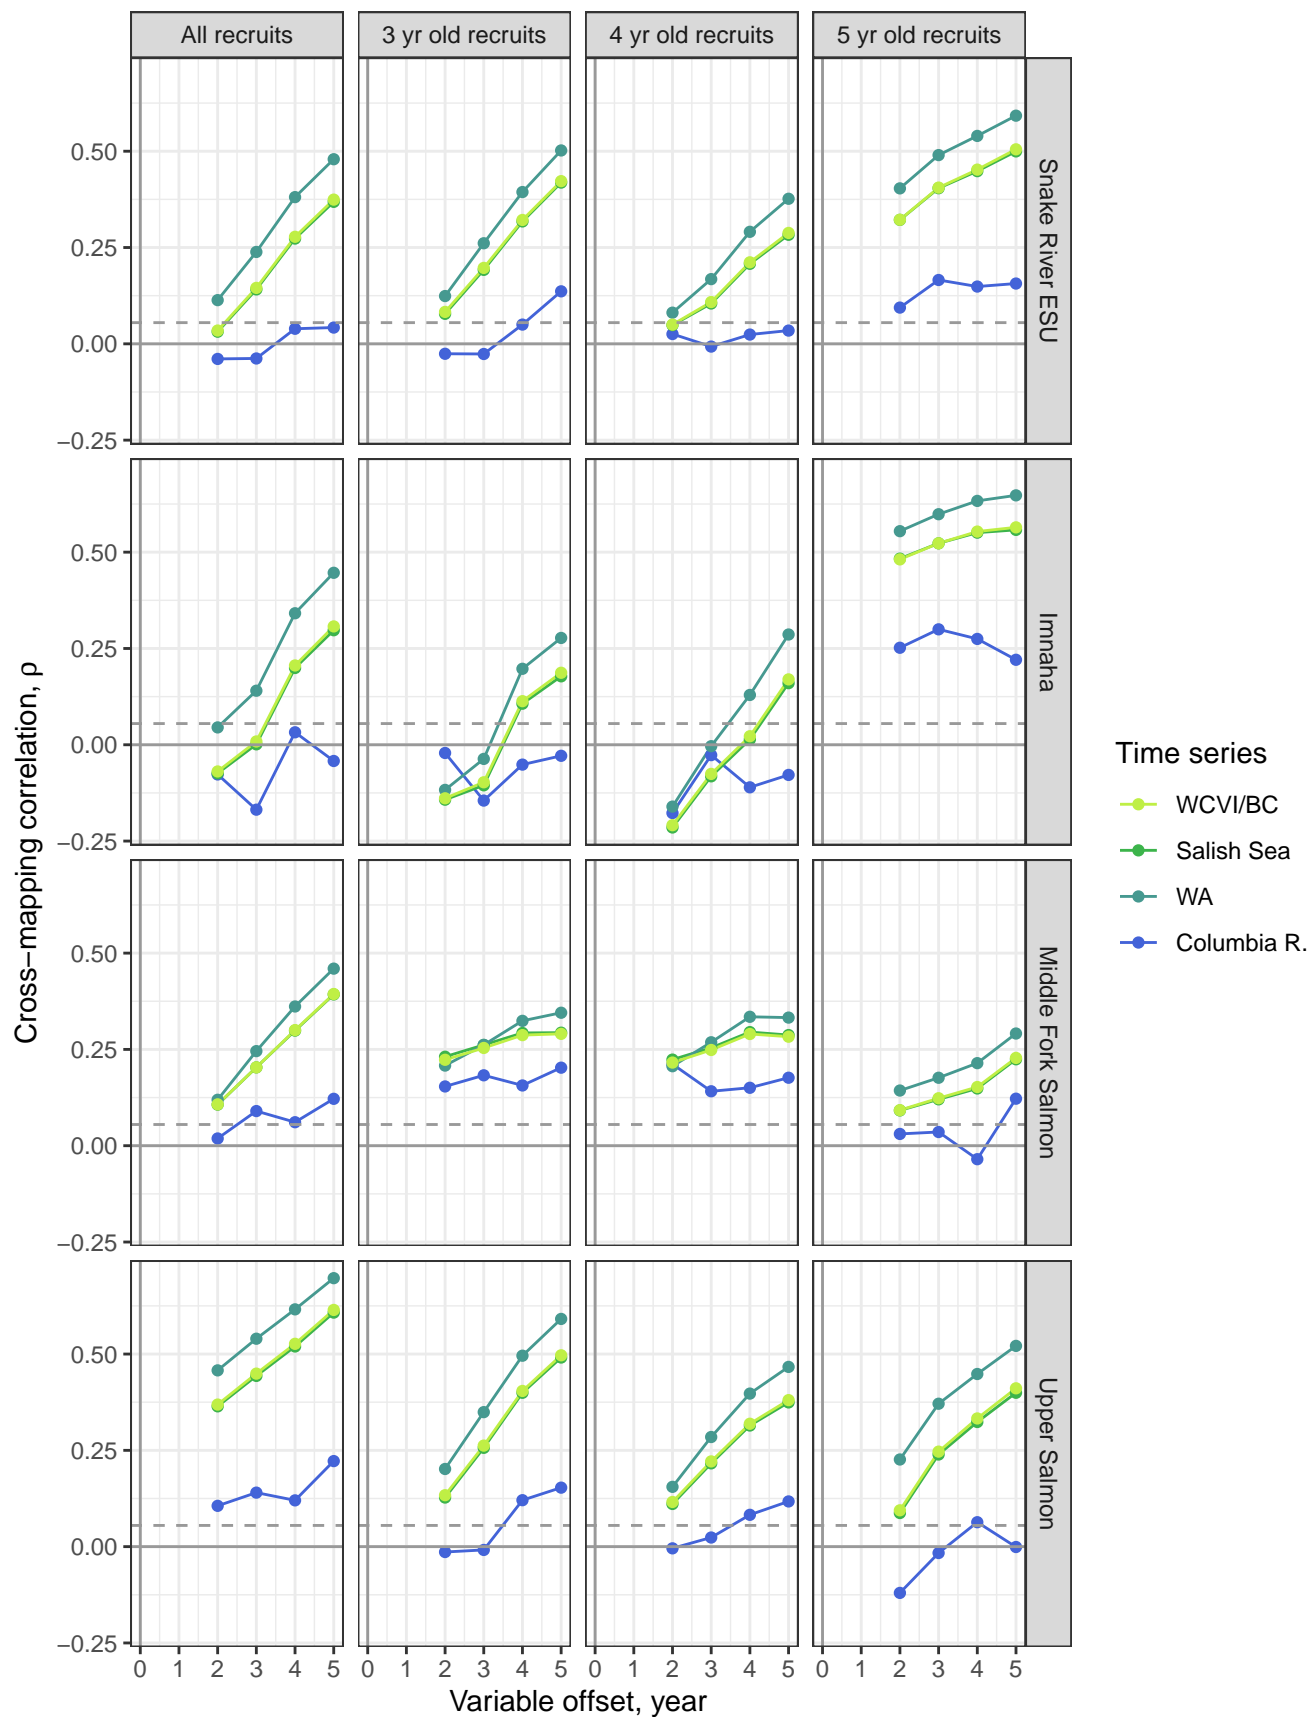 All recruits 3 yr old recruits 4 yr old recruits 5 yr old recruits
0.50
0.25
0.00
−0.25
Snake River ESU
0.50
0.25
0.00
−0.25
Imnaha
0.50
0.25
0.00
−0.25
Middle Fork Salmon
0.50
0.25
0.00
−0.25
Upper Salmon
0 1 2 3 4 5 0 1 2 3 4 5 0 1 2 3 4 5 0 1 2 3 4 5
Variable offset, year
Cross−mapping correlation, ρ
Time series
WCVI/BC
Salish Sea
WA
Columbia R.